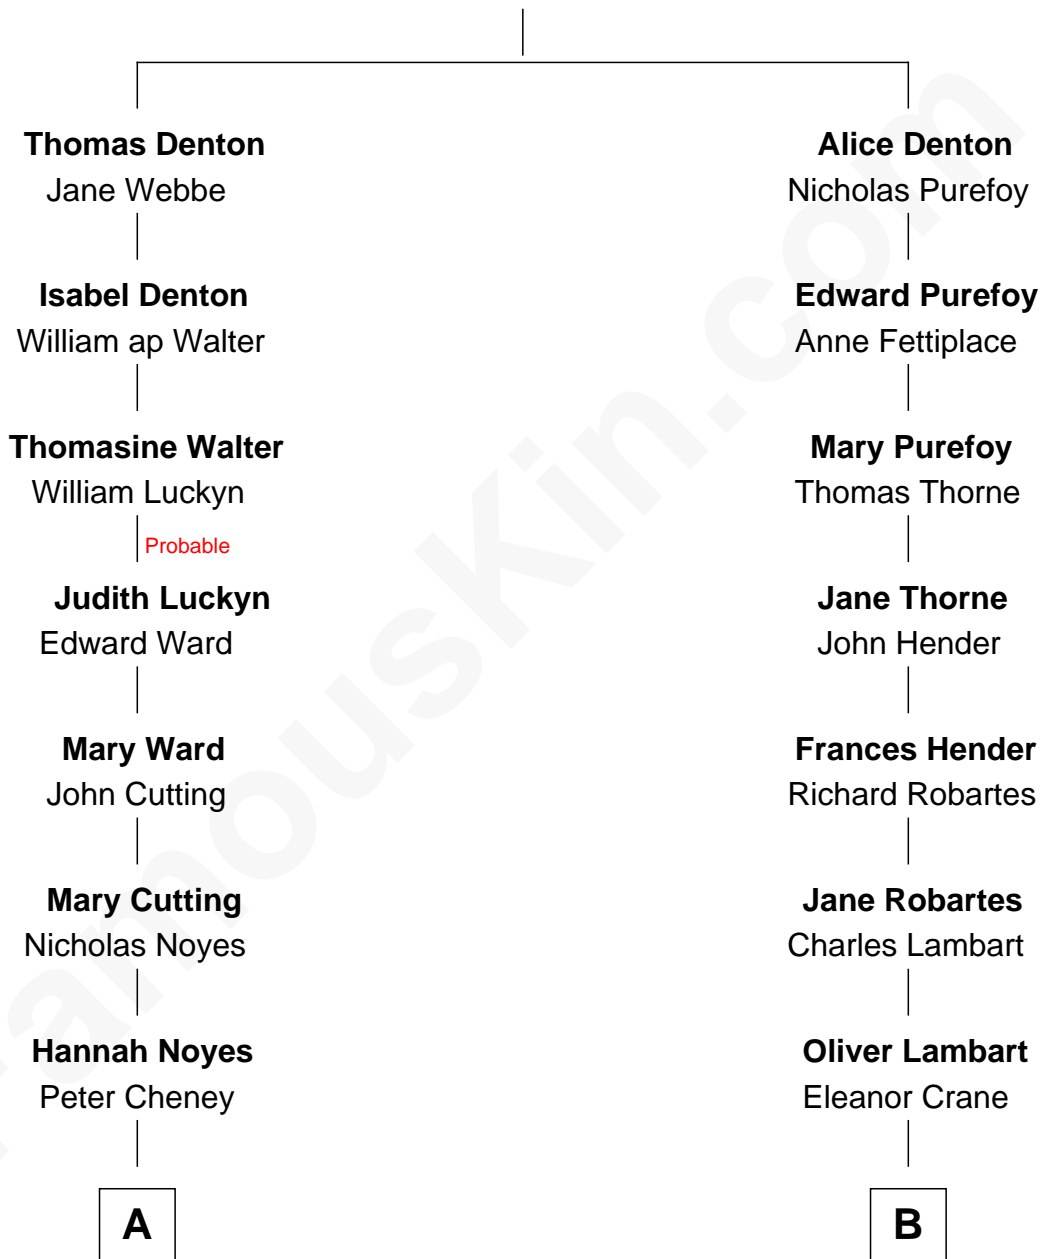 Thomas Denton
Jane Webbe
Isabel Denton
William ap Walter
Thomasine Walter
William Luckyn
Probable
Judith Luckyn
Edward Ward
Mary Ward
John Cutting
Mary Cutting
Nicholas Noyes
Hannah Noyes
Peter Cheney
A
Alice Denton
Nicholas Purefoy
Edward Purefoy
Anne Fettiplace
Mary Purefoy
Thomas Thorne
Jane Thorne
John Hender
Frances Hender
Richard Robartes
Jane Robartes
Charles Lambart
Oliver Lambart
Eleanor Crane
B
FamousKin.com